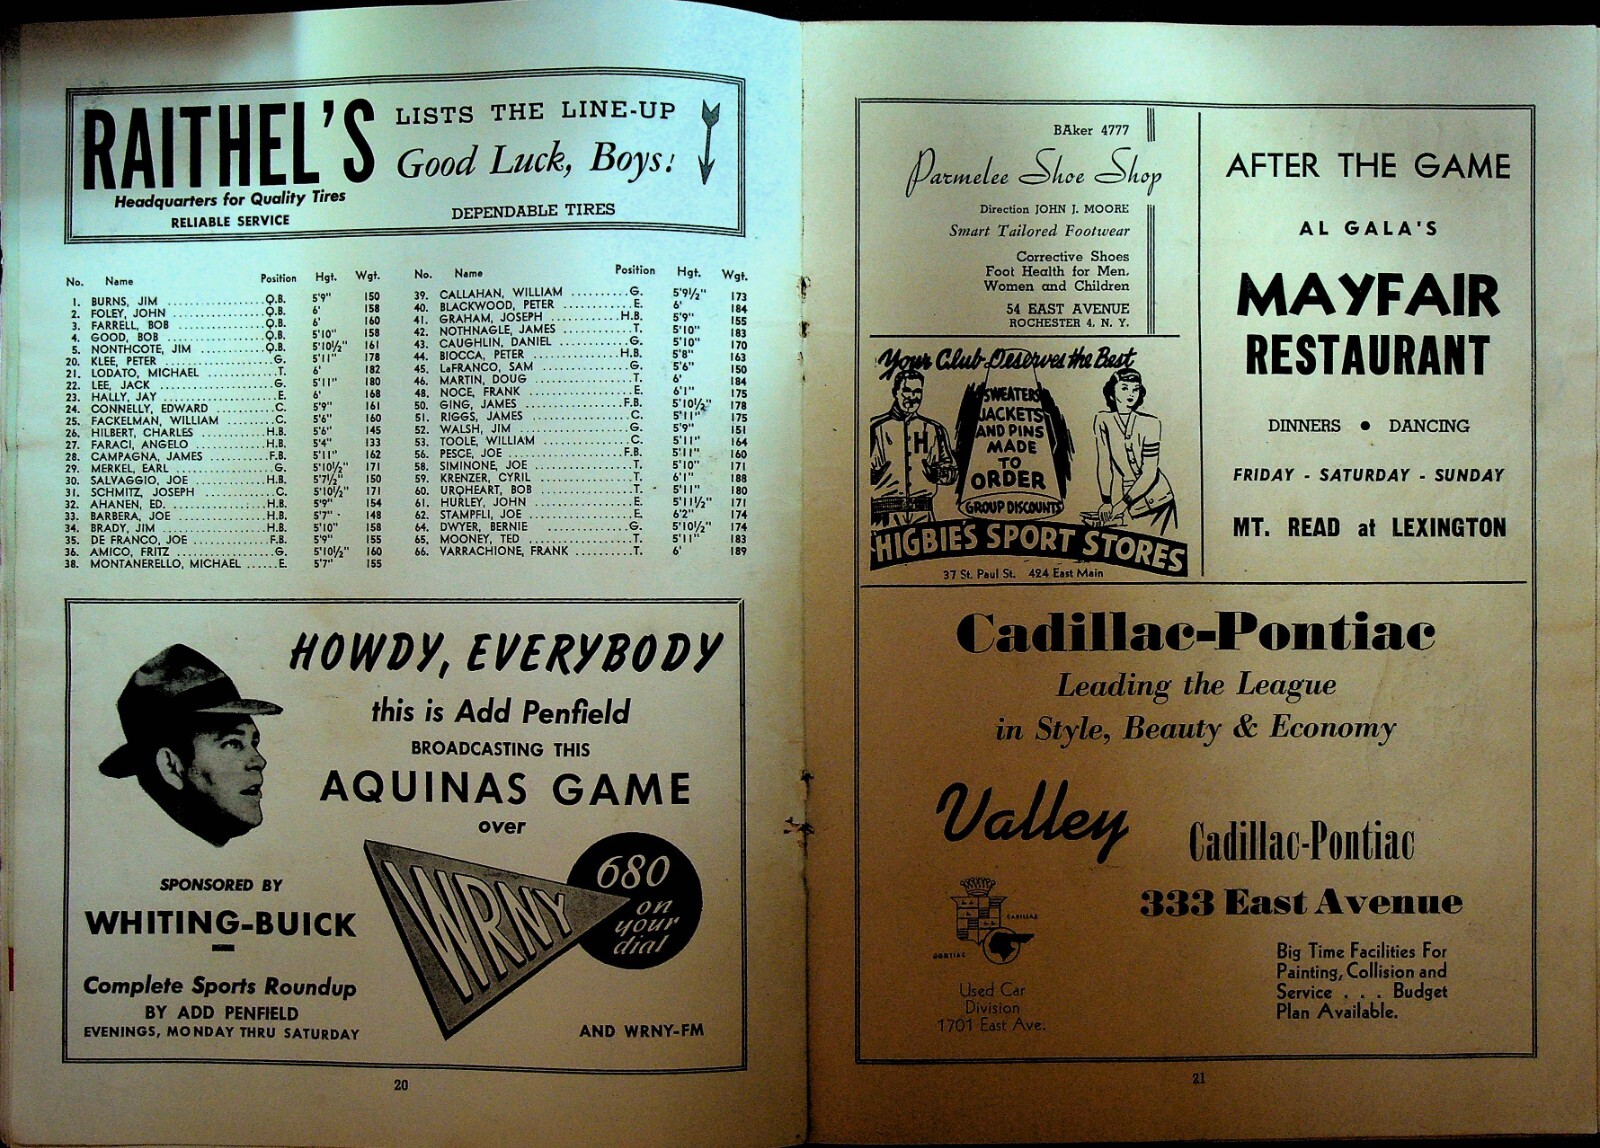 RAITHEL'S
LISTS THE LINE-UP
Good Luck, Boys!
Headquarters for Quality Tires
RELIABLE SERVICE
DEPENDABLE TIRES
No. Name Position Hgt. Wgt.
1. BURNS, JIM Q.B. 5'9" 150
2. FOLEY, JOHN Q.B. 6' 158
3. FARRELL, BOB Q.B. 6' 160
4. GOOD, BOB Q.B. 5'10" 158
5. NONTHCOTE, JIM Q.B. 5'10½" 161
20. KLEE, PETER G. 5'11" 178
21. LODATO, MICHAEL T. 6' 182
22. LEE, JACK G. 5'11" 180
23. HALLY, JAY E. 6' 168
24. CONNELLY, EDWARD C. 5'9" 161
25. FACKELMAN, WILLIAM C. 5'6" 160
26. HILBERT, CHARLES H.B. 5'6" 145
27. FARACI, ANGELO H.B. 5'4" 133
28. CAMPAGNA, JAMES F.B. 5'11" 162
29. MERKEL, EARL G. 5'10½" 171
30. SALVAGGIO, JOE H.B. 5'7½" 150
31. SCHMITZ, JOSEPH C. 5'10½" 171
32. AHANEN, ED. H.B. 5'9" 154
33. BARBERA, JOE H.B. 5'7" 148
34. BRADY, JIM H.B. 5'10" 158
35. DE FRANCO, JOE F.B. 5'9" 155
36. AMICO, FRITZ G. 5'10½" 160
38. MONTANERELLO, MICHAEL E. 5'7" 155
No. Name Position Hgt. Wgt.
39. CALLAHAN, WILLIAM G. 5'9½" 173
40. BLACKWOOD, PETER E. 6' 184
41. GRAHAM, JOSEPH H.B. 5'9" 155
42. NOTHNAGLE, JAMES T. 5'10" 183
43. CAUGHLIN, DANIEL G. 5'10" 170
44. BIOCCA, PETER H.B. 5'8" 163
45. LaFRANCO, SAM G. 5'6" 150
46. MARTIN, DOUG T. 6' 184
48. NOCE, FRANK E. 6'1" 175
50. GING, JAMES F.B. 5'10½" 178
51. RIGGS, JAMES C. 5'11" 175
52. WALSH, JIM G. 5'9" 151
53. TOOLE, WILLIAM C. 5'11" 164
56. PESCE, JOE F.B. 5'11" 160
58. SIMINONE, JOE T. 5'10" 171
59. KRENZER, CYRIL T. 6'1" 188
60. URQHEART, BOB T. 5'11" 180
61. HURLEY, JOHN E. 5'11½" 171
62. STAMPFLI, JOE E. 6'2" 174
64. DWYER, BERNIE G. 5'10½" 174
65. MOONEY, TED T. 5'11" 183
66. VARRACHIONE, FRANK T. 6' 189
HOWDY, EVERYBODY
this is Add Penfield
BROADCASTING THIS
AQUINAS GAME
over
WRNY
680
on
your
dial
SPONSORED BY
WHITING-BUICK
Complete Sports Roundup
BY ADD PENFIELD
EVENINGS, MONDAY THRU SATURDAY
AND WRNY-FM
20
BAker 4777
Parmelee Shoe Shop
Direction JOHN J. MOORE
Smart Tailored Footwear
Corrective Shoes
Foot Health for Men,
Women and Children
54 EAST AVENUE
ROCHESTER 4, N. Y.
Your Club Deserves the Best
SWEATERS
JACKETS
AND PINS
MADE
TO
ORDER
GROUP DISCOUNTS
H
HIGBIE'S SPORT STORES
37 St. Paul St. 424 East Main
AFTER THE GAME
AL GALA'S
MAYFAIR
RESTAURANT
DINNERS • DANCING
FRIDAY - SATURDAY - SUNDAY
MT. READ at LEXINGTON
Cadillac-Pontiac
Leading the League
in Style, Beauty & Economy
Valley
Cadillac-Pontiac
333 East Avenue
CADILLAC
PONTIAC
Used Car
Division
1701 East Ave.
Big Time Facilities For
Painting, Collision and
Service . . . Budget
Plan Available.
21